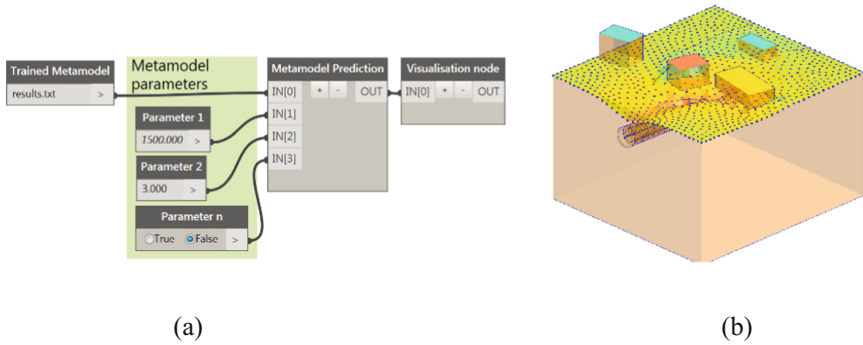 Trained Metamodel
results.txt >
Metamodel
parameters
Parameter 1
1500.000 >
Parameter 2
3.000 >
Parameter n
True False >
Metamodel Prediction
IN[0] + - OUT
IN[1]
IN[2]
IN[3]
Visualisation node
IN[0] + - OUT
(a)
(b)